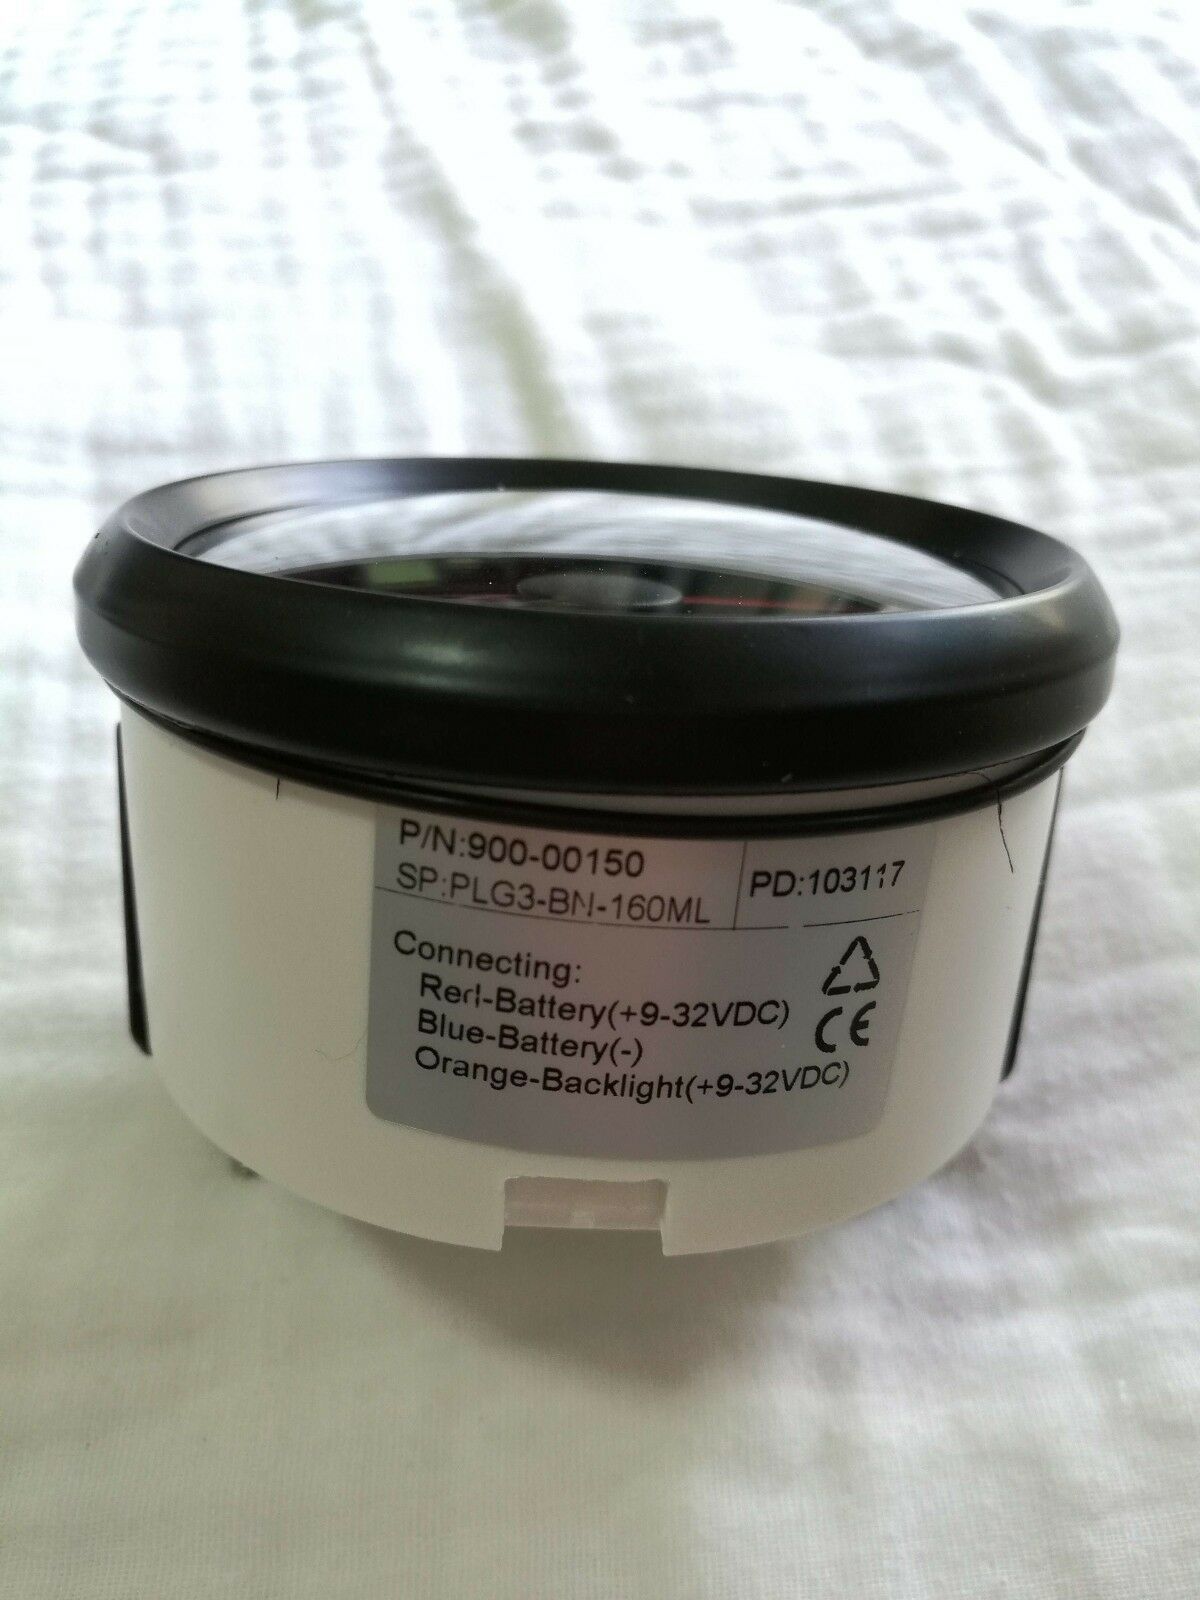 P/N:900-00150
SP:PLG3-BN-160ML
PD:103117
Connecting:
Red-Battery(+9-32VDC)
Blue-Battery(-)
Orange-Backlight(+9-32VDC)
CE